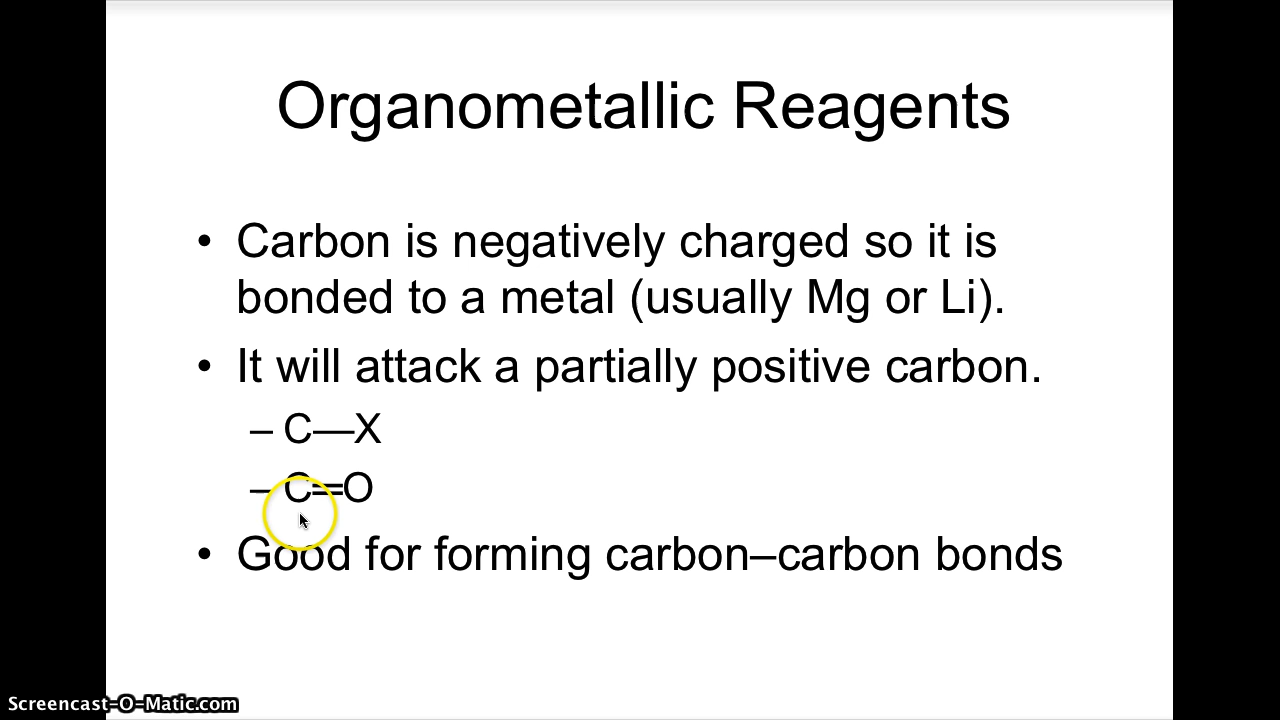 Organometallic Reagents
• Carbon is negatively charged so it is
bonded to a metal (usually Mg or Li).
• It will attack a partially positive carbon.
– C—X
– C=O
• Good for forming carbon–carbon bonds
Screencast-O-Matic.com